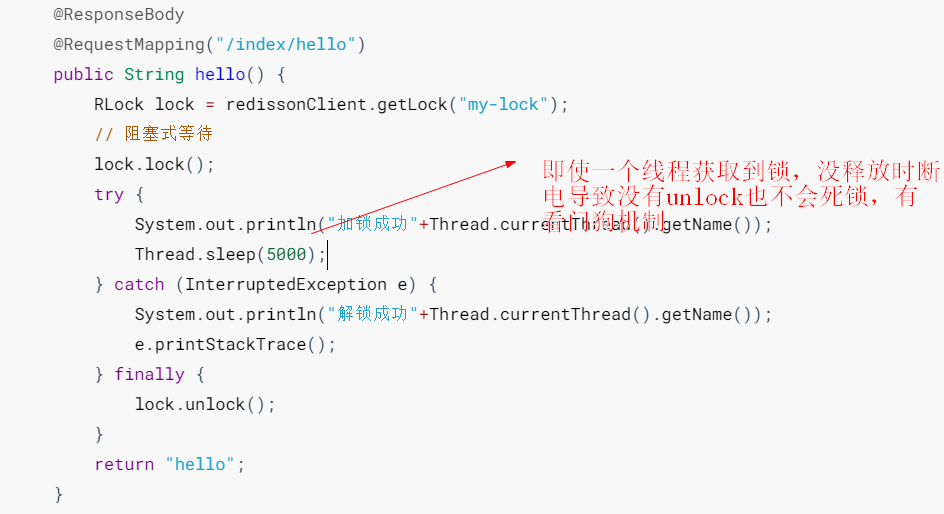 @ResponseBody
@RequestMapping("/index/hello")
public String hello() {
RLock lock = redissonClient.getLock("my-lock");
// 阻塞式等待
lock.lock();
try {
System.out.println("加锁成功"+Thread.currentThread().getName());
Thread.sleep(5000);
} catch (InterruptedException e) {
System.out.println("解锁成功"+Thread.currentThread().getName());
e.printStackTrace();
} finally {
lock.unlock();
}
return "hello";
}
即使一个线程获取到锁，没释放时断
电导致没有unlock也不会死锁，有
看门狗机制